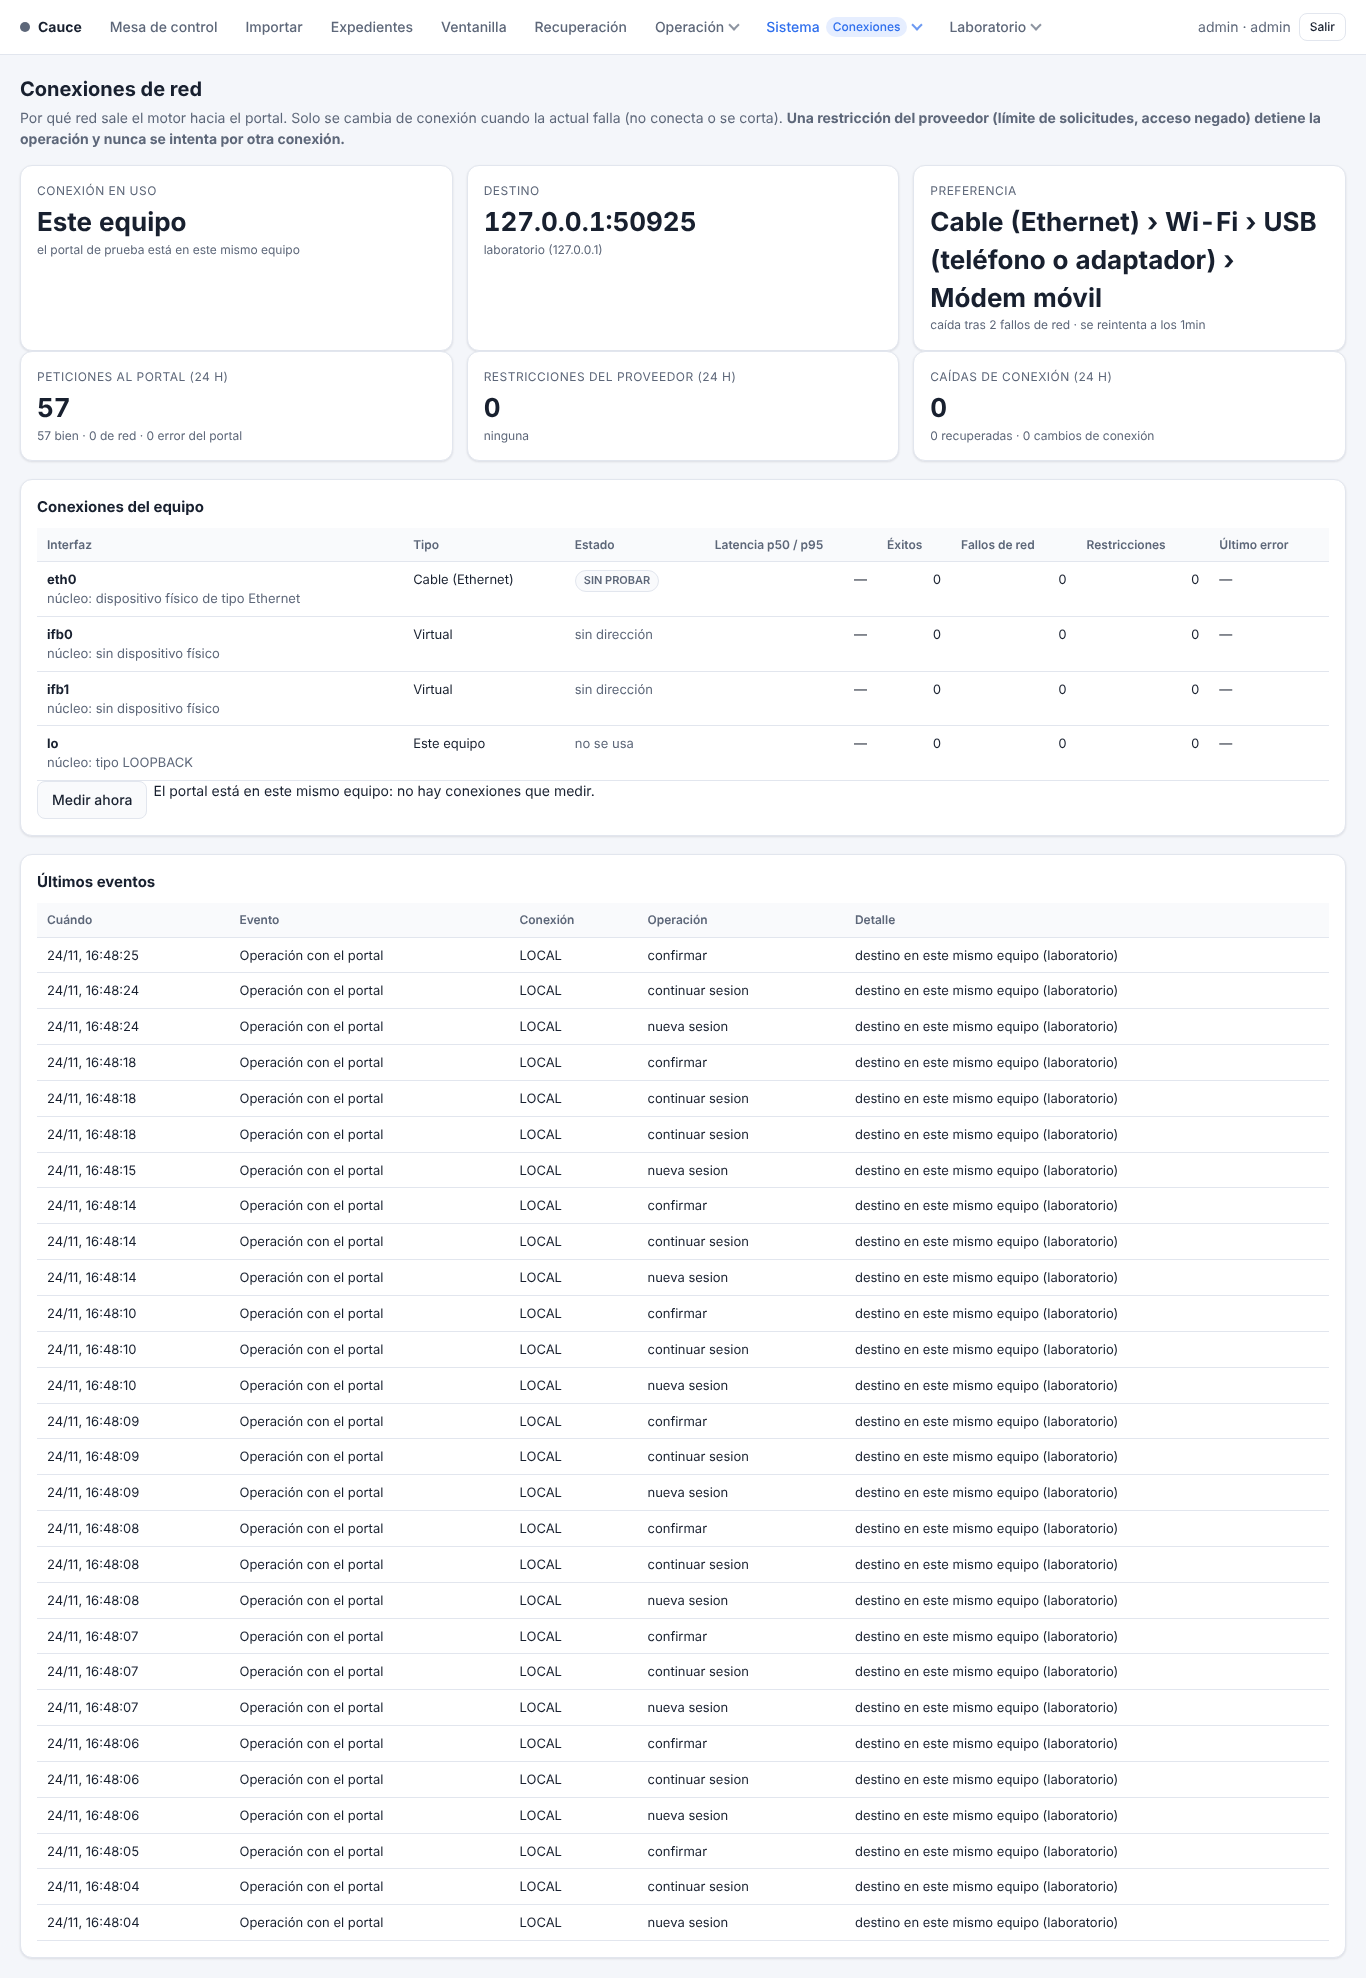 Cauce Mesa de control Importar Expedientes Ventanilla Recuperación Operación Sistema Conexiones Laboratorio admin · admin Salir
Conexiones de red
Por qué red sale el motor hacia el portal. Solo se cambia de conexión cuando la actual falla (no conecta o se corta). Una restricción del proveedor (límite de solicitudes, acceso negado) detiene la
operación y nunca se intenta por otra conexión.
CONEXIÓN EN USO
Este equipo
el portal de prueba está en este mismo equipo
DESTINO
127.0.0.1:50925
laboratorio (127.0.0.1)
PREFERENCIA
Cable (Ethernet) › Wi-Fi › USB
(teléfono o adaptador) ›
Módem móvil
caída tras 2 fallos de red · se reintenta a los 1min
PETICIONES AL PORTAL (24 H)
57
57 bien · 0 de red · 0 error del portal
RESTRICCIONES DEL PROVEEDOR (24 H)
0
ninguna
CAÍDAS DE CONEXIÓN (24 H)
0
0 recuperadas · 0 cambios de conexión
Conexiones del equipo
Interfaz Tipo Estado Latencia p50 / p95 Éxitos Fallos de red Restricciones Último error
eth0 Cable (Ethernet) SIN PROBAR — 0 0 0 —
núcleo: dispositivo físico de tipo Ethernet
ifb0 Virtual sin dirección — 0 0 0 —
núcleo: sin dispositivo físico
ifb1 Virtual sin dirección — 0 0 0 —
núcleo: sin dispositivo físico
lo Este equipo no se usa — 0 0 0 —
núcleo: tipo LOOPBACK
Medir ahora El portal está en este mismo equipo: no hay conexiones que medir.
Últimos eventos
Cuándo Evento Conexión Operación Detalle
24/11, 16:48:25 Operación con el portal LOCAL confirmar destino en este mismo equipo (laboratorio)
24/11, 16:48:24 Operación con el portal LOCAL continuar sesion destino en este mismo equipo (laboratorio)
24/11, 16:48:24 Operación con el portal LOCAL nueva sesion destino en este mismo equipo (laboratorio)
24/11, 16:48:18 Operación con el portal LOCAL confirmar destino en este mismo equipo (laboratorio)
24/11, 16:48:18 Operación con el portal LOCAL continuar sesion destino en este mismo equipo (laboratorio)
24/11, 16:48:18 Operación con el portal LOCAL continuar sesion destino en este mismo equipo (laboratorio)
24/11, 16:48:15 Operación con el portal LOCAL nueva sesion destino en este mismo equipo (laboratorio)
24/11, 16:48:14 Operación con el portal LOCAL confirmar destino en este mismo equipo (laboratorio)
24/11, 16:48:14 Operación con el portal LOCAL continuar sesion destino en este mismo equipo (laboratorio)
24/11, 16:48:14 Operación con el portal LOCAL nueva sesion destino en este mismo equipo (laboratorio)
24/11, 16:48:10 Operación con el portal LOCAL confirmar destino en este mismo equipo (laboratorio)
24/11, 16:48:10 Operación con el portal LOCAL continuar sesion destino en este mismo equipo (laboratorio)
24/11, 16:48:10 Operación con el portal LOCAL nueva sesion destino en este mismo equipo (laboratorio)
24/11, 16:48:09 Operación con el portal LOCAL confirmar destino en este mismo equipo (laboratorio)
24/11, 16:48:09 Operación con el portal LOCAL continuar sesion destino en este mismo equipo (laboratorio)
24/11, 16:48:09 Operación con el portal LOCAL nueva sesion destino en este mismo equipo (laboratorio)
24/11, 16:48:08 Operación con el portal LOCAL confirmar destino en este mismo equipo (laboratorio)
24/11, 16:48:08 Operación con el portal LOCAL continuar sesion destino en este mismo equipo (laboratorio)
24/11, 16:48:08 Operación con el portal LOCAL nueva sesion destino en este mismo equipo (laboratorio)
24/11, 16:48:07 Operación con el portal LOCAL confirmar destino en este mismo equipo (laboratorio)
24/11, 16:48:07 Operación con el portal LOCAL continuar sesion destino en este mismo equipo (laboratorio)
24/11, 16:48:07 Operación con el portal LOCAL nueva sesion destino en este mismo equipo (laboratorio)
24/11, 16:48:06 Operación con el portal LOCAL confirmar destino en este mismo equipo (laboratorio)
24/11, 16:48:06 Operación con el portal LOCAL continuar sesion destino en este mismo equipo (laboratorio)
24/11, 16:48:06 Operación con el portal LOCAL nueva sesion destino en este mismo equipo (laboratorio)
24/11, 16:48:05 Operación con el portal LOCAL confirmar destino en este mismo equipo (laboratorio)
24/11, 16:48:04 Operación con el portal LOCAL continuar sesion destino en este mismo equipo (laboratorio)
24/11, 16:48:04 Operación con el portal LOCAL nueva sesion destino en este mismo equipo (laboratorio)